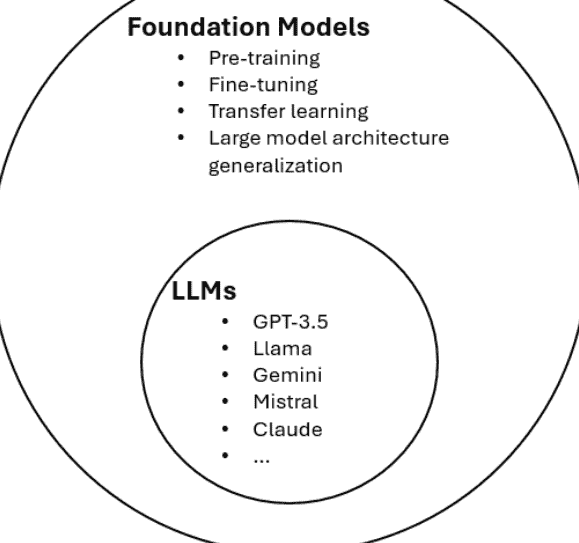 Foundation Models
• Pre-training
• Fine-tuning
• Transfer learning
• Large model architecture
generalization
LLMs
• GPT-3.5
• Llama
• Gemini
• Mistral
• Claude
• ...